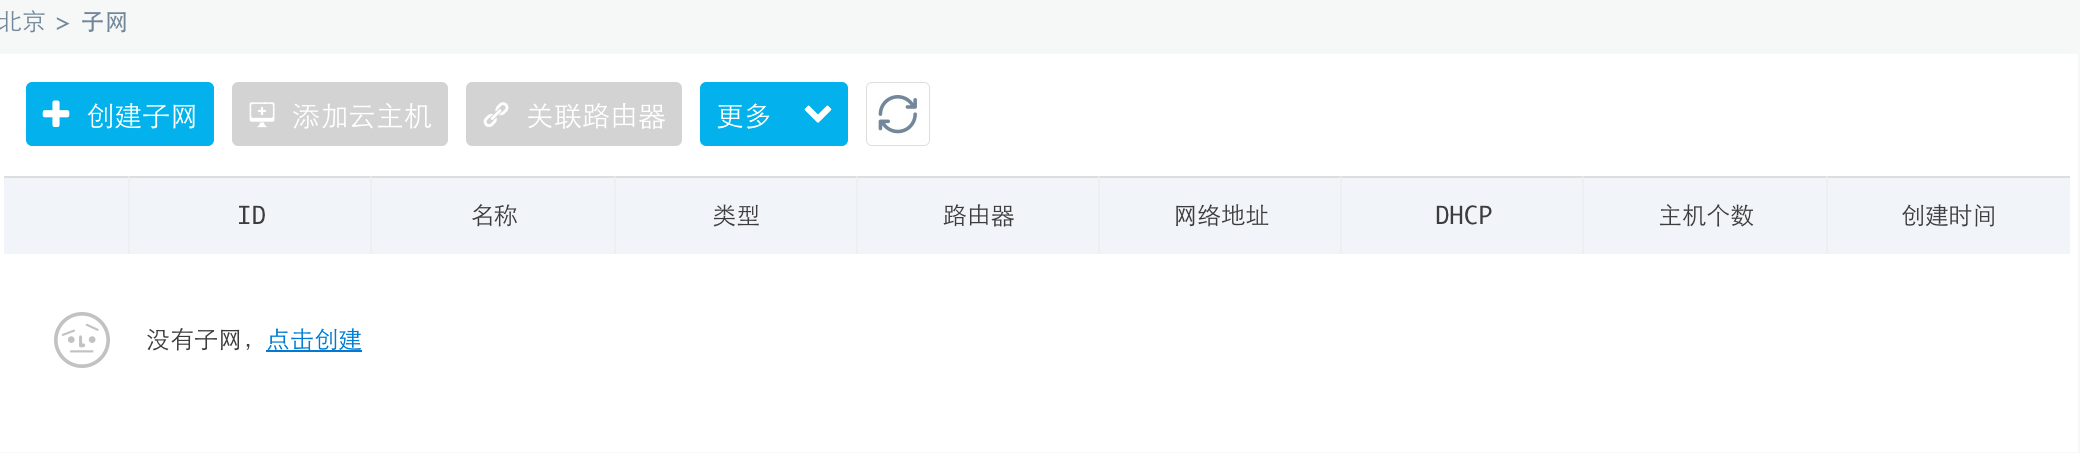 北京 > 子网
创建子网 添加云主机 关联路由器 更多
ID 名称 类型 路由器 网络地址 DHCP 主机个数 创建时间
没有子网，点击创建